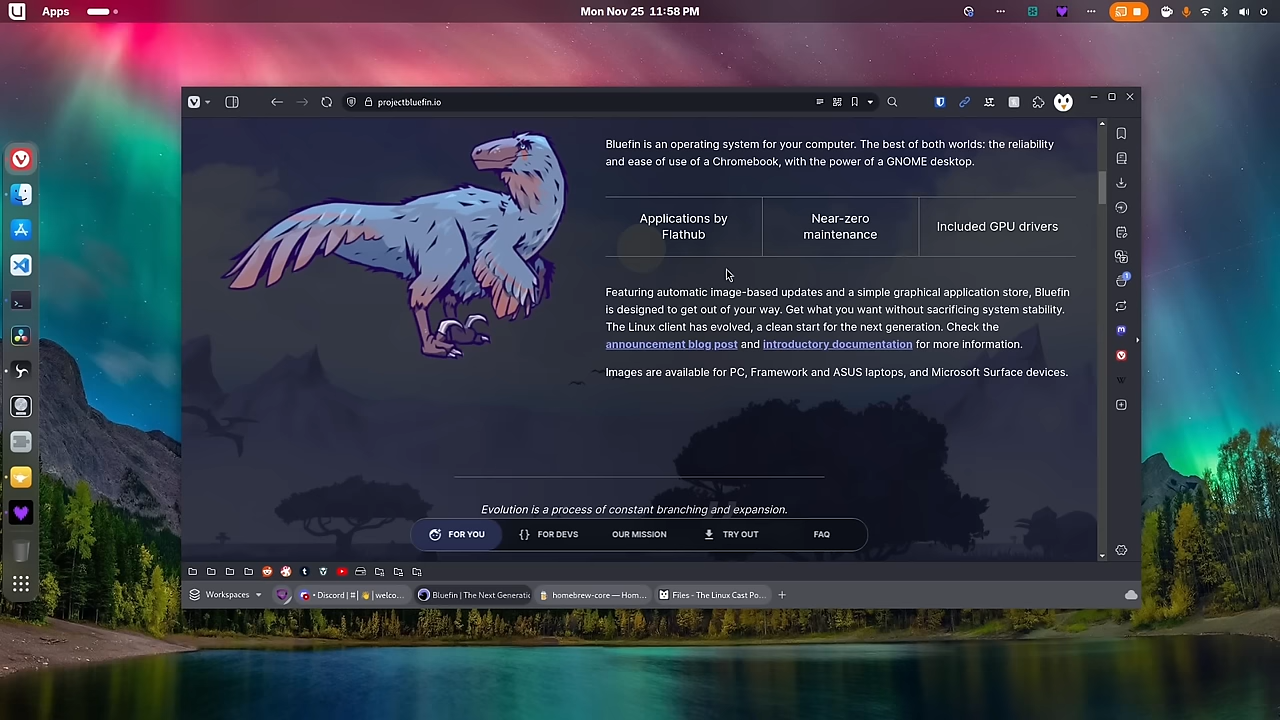 Apps
Mon Nov 25 11:58 PM
projectbluefin.io
Bluefin is an operating system for your computer. The best of both worlds: the reliability
and ease of use of a Chromebook, with the power of a GNOME desktop.
Applications by
Flathub
Near-zero
maintenance
Included GPU drivers
Featuring automatic image-based updates and a simple graphical application store, Bluefin
is designed to get out of your way. Get what you want without sacrificing system stability.
The Linux client has evolved, a clean start for the next generation. Check the
announcement blog post and introductory documentation for more information.
Images are available for PC, Framework and ASUS laptops, and Microsoft Surface devices.
Evolution is a process of constant branching and expansion.
FOR YOU
{} FOR DEVS
OUR MISSION
TRY OUT
FAQ
Workspaces
• Discord | # | 👋 | welco...
Bluefin | The Next Generatio
homebrew-core — Hom...
Files - The Linux Cast Po...